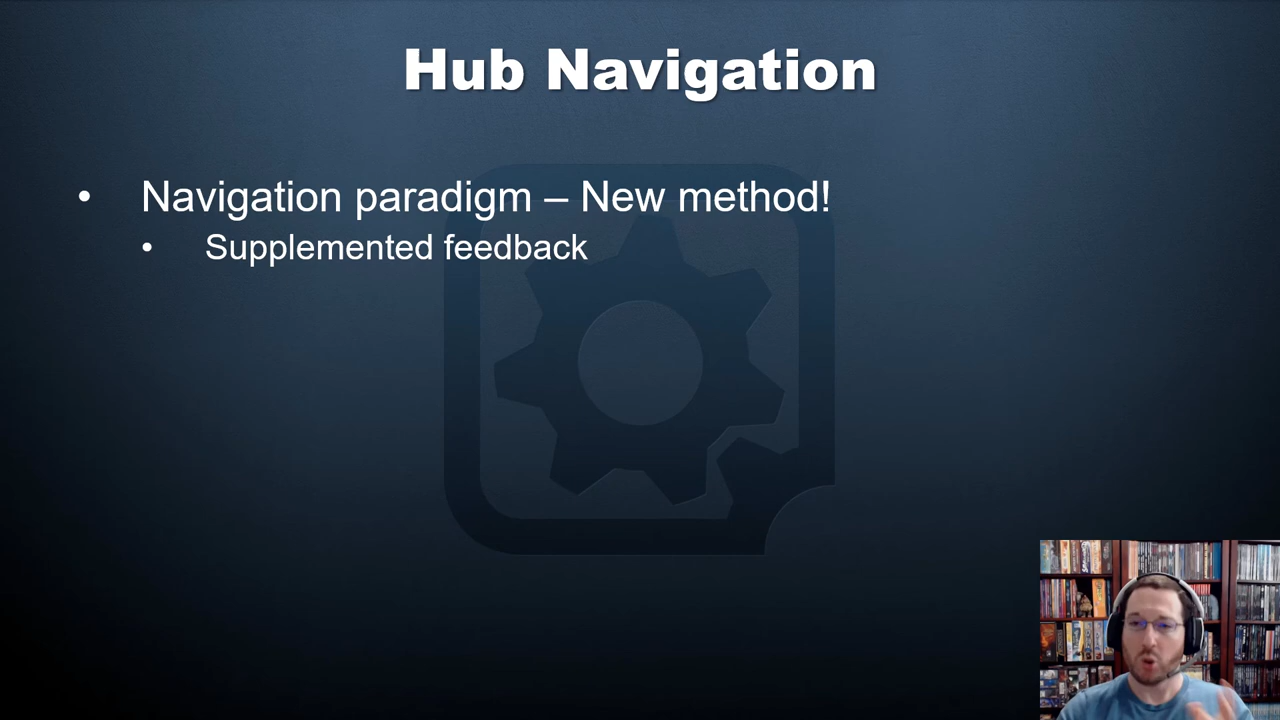 Hub Navigation
• Navigation paradigm – New method!
• Supplemented feedback